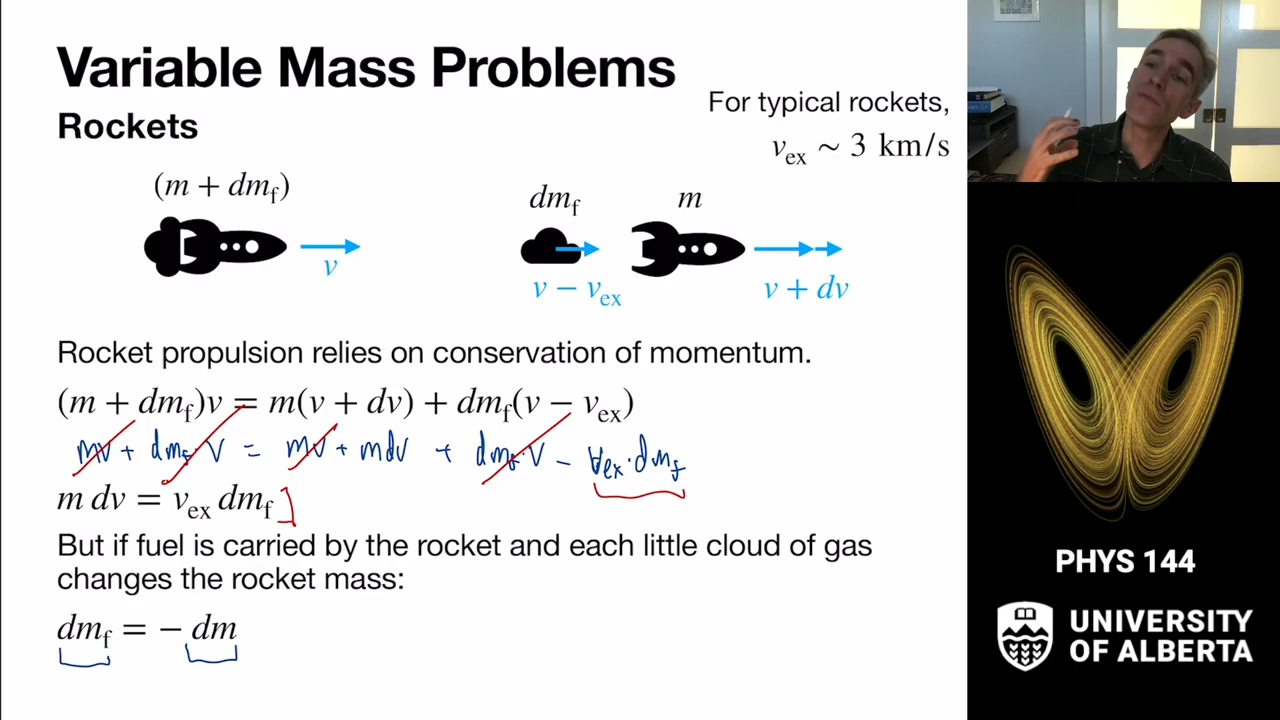 Variable Mass Problems
Rockets
For typical rockets,
v_ex ∼ 3 km/s
(m + dm_f)
v
dm_f
m
v − v_ex
v + dv
Rocket propulsion relies on conservation of momentum.
(m + dm_f)v = m(v + dv) + dm_f(v − v_ex)
mv + dm_f·v = mv + mdv + dm_f·v − v_ex·dm_f
m dv = v_ex dm_f
But if fuel is carried by the rocket and each little cloud of gas
changes the rocket mass:
dm_f = − dm
PHYS 144
UNIVERSITY
OF ALBERTA